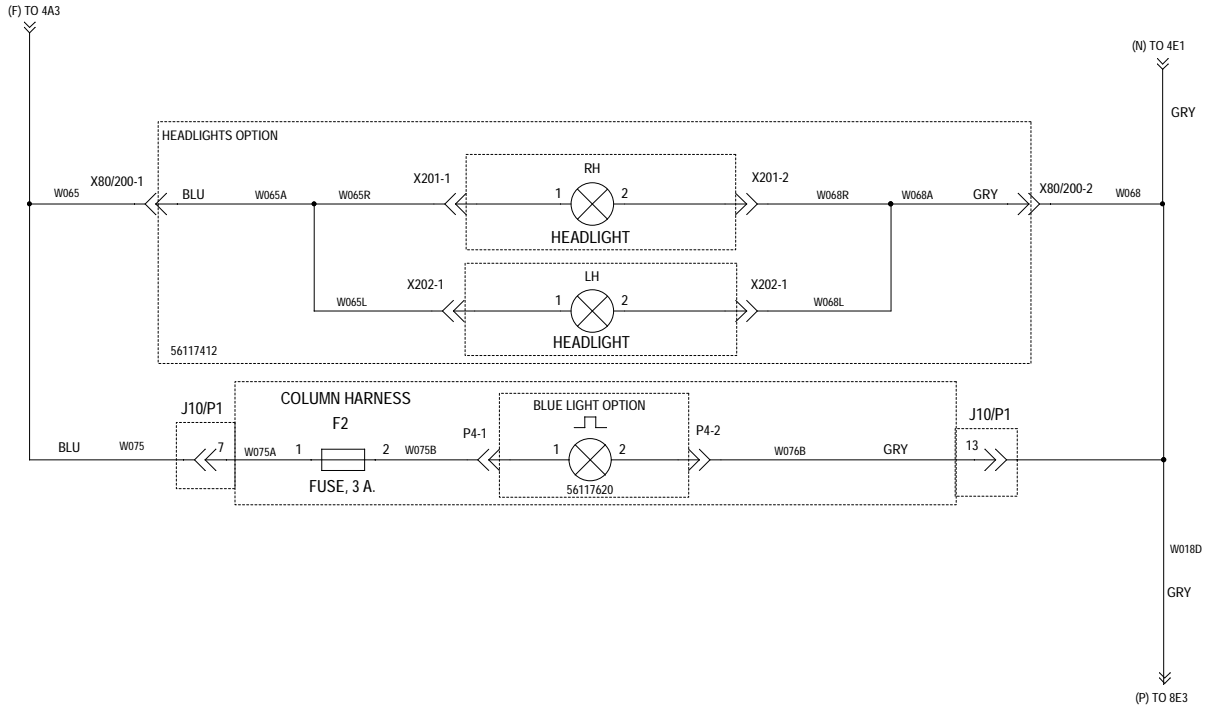 (F) TO 4A3
(N) TO 4E1
GRY
HEADLIGHTS OPTION
W065
X80/200-1
BLU
W065A
W065R
X201-1
1
RH
2
HEADLIGHT
X201-2
W068R
W068A
GRY
X80/200-2
W068
X202-1
W065L
1
LH
2
HEADLIGHT
X202-1
W068L
56117412
COLUMN HARNESS
BLU
W075
J10/P1
7
W075A
1
F2
2
FUSE, 3 A.
W075B
P4-1
BLUE LIGHT OPTION
1
2
56117620
P4-2
W076B
GRY
J10/P1
13
W018D
GRY
(P) TO 8E3